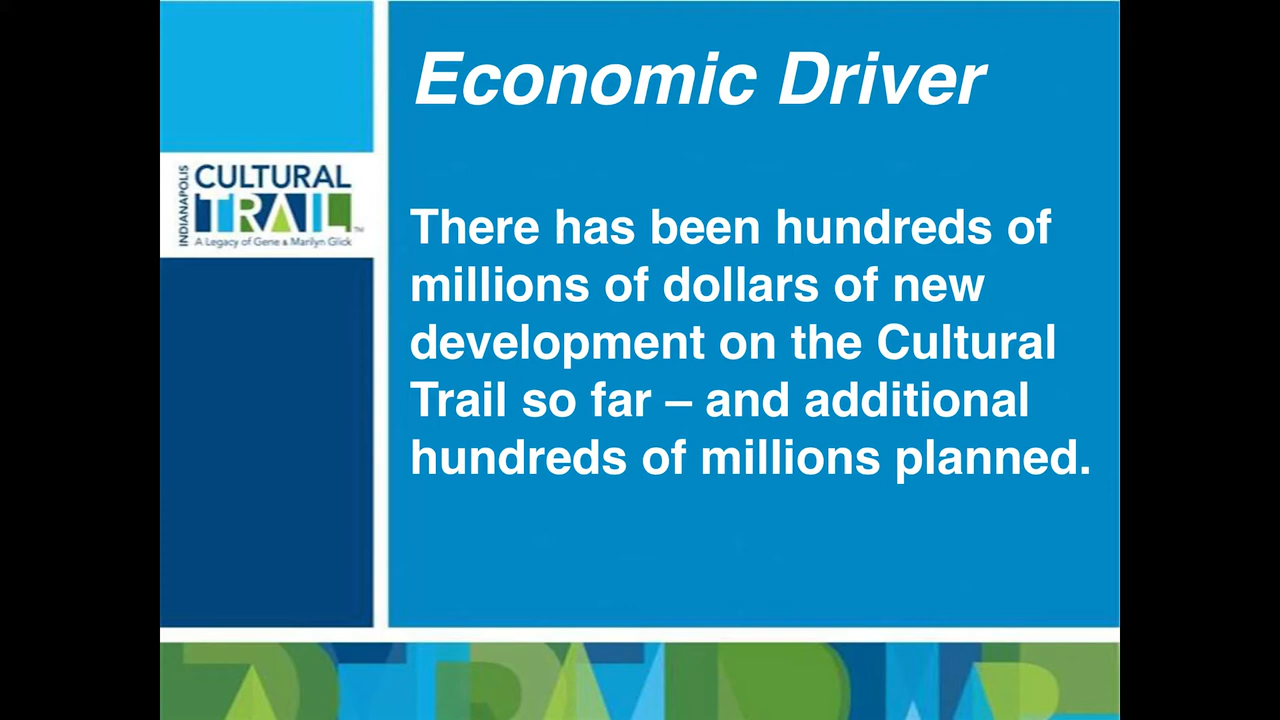 Economic Driver
INDIANAPOLIS
CULTURAL
TRAIL™
A Legacy of Gene & Marilyn Glick
There has been hundreds of
millions of dollars of new
development on the Cultural
Trail so far – and additional
hundreds of millions planned.